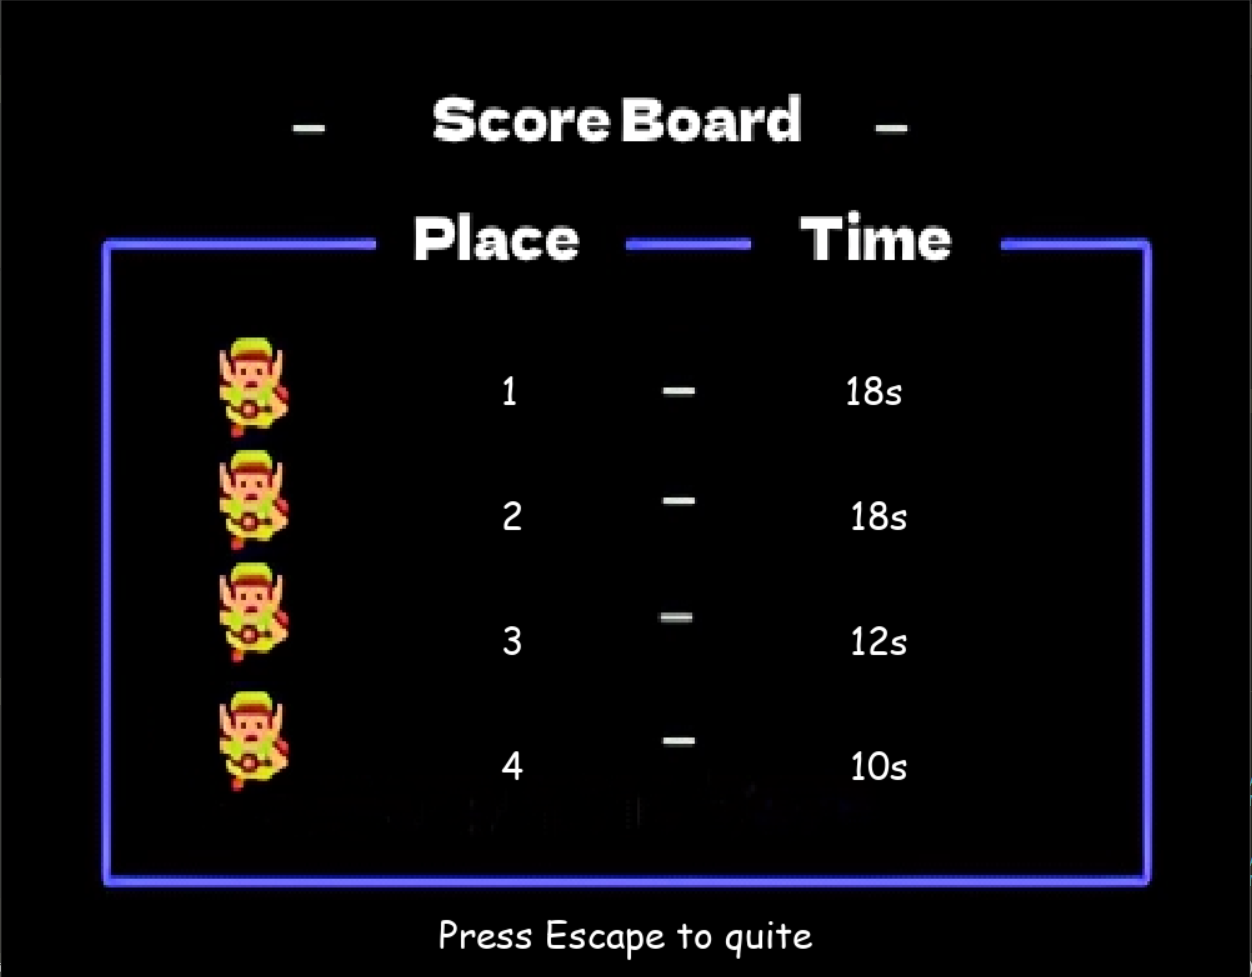 - Score Board -
Place - Time
1 - 18s
2 - 18s
3 - 12s
4 - 10s
Press Escape to quite